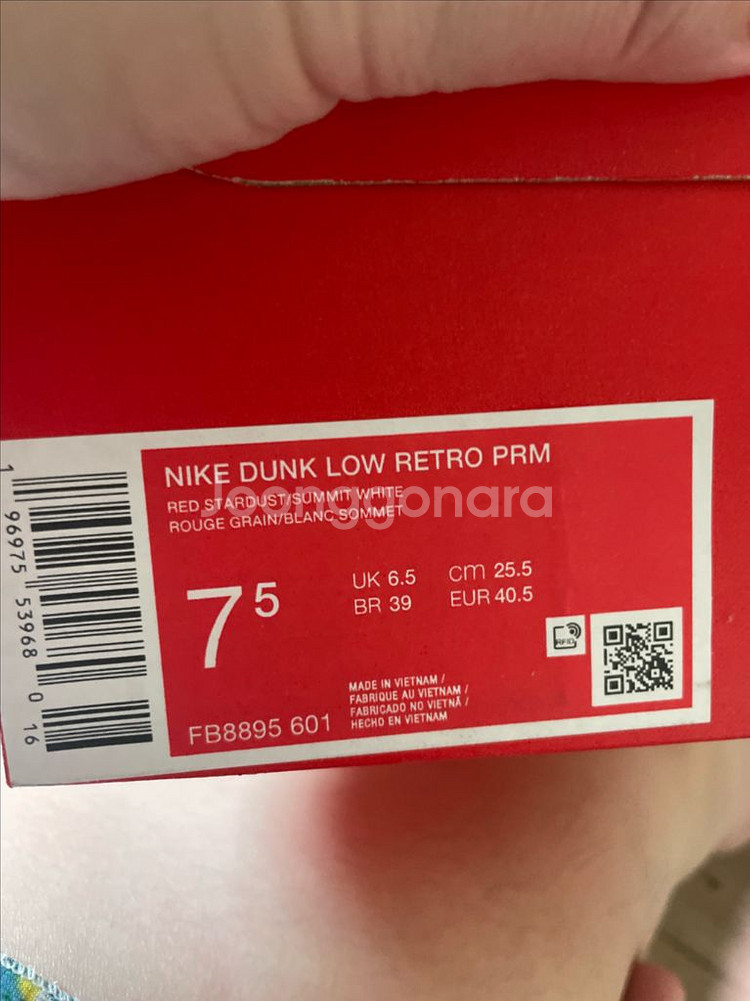 NIKE DUNK LOW RETRO PRM
RED STARDUST/SUMMIT WHITE
ROUGE GRAIN/BLANC SOMMET
Joonggonara
7 5
UK 6.5 cm 25.5
BR 39 EUR 40.5
RFID
MADE IN VIETNAM /
FABRIQUE AU VIETNAM /
FABRICADO NO VIETNÃ /
HECHO EN VIETNAM
FB8895 601
1 96975 53968 0 16